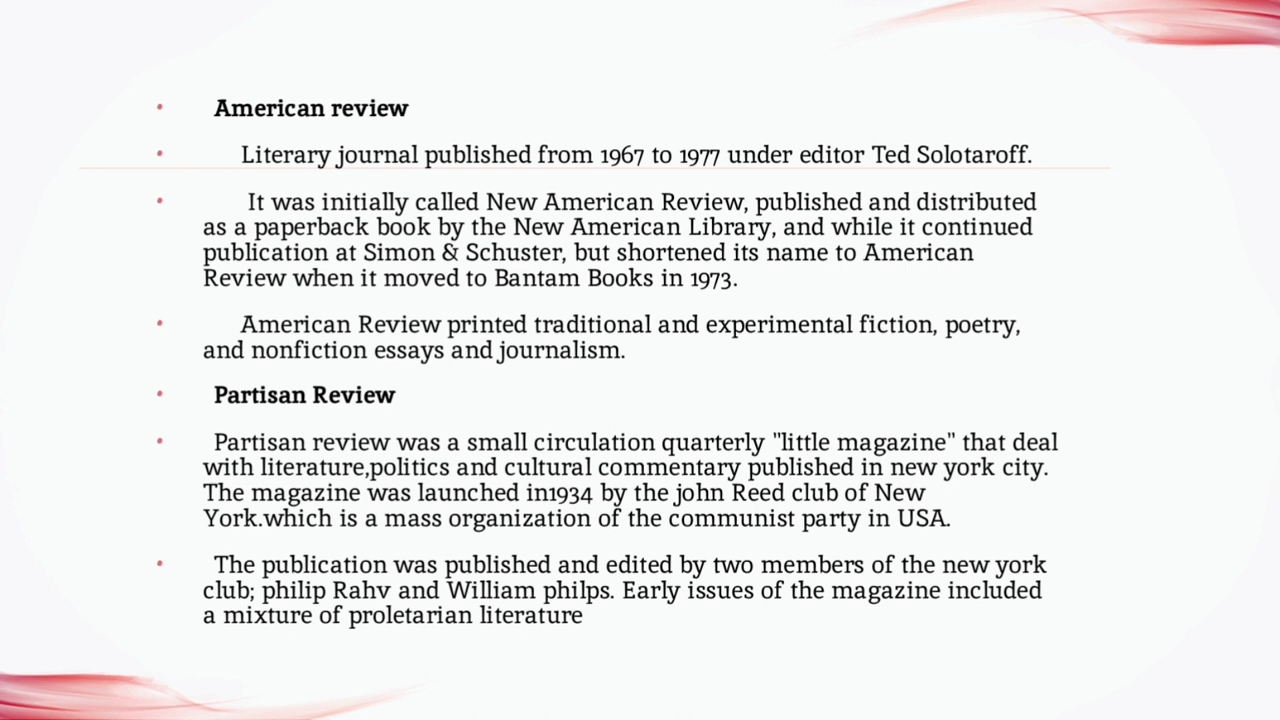 American review
Literary journal published from 1967 to 1977 under editor Ted Solotaroff.
It was initially called New American Review, published and distributed
as a paperback book by the New American Library, and while it continued
publication at Simon & Schuster, but shortened its name to American
Review when it moved to Bantam Books in 1973.
American Review printed traditional and experimental fiction, poetry,
and nonfiction essays and journalism.
Partisan Review
Partisan review was a small circulation quarterly "little magazine" that deal
with literature,politics and cultural commentary published in new york city.
The magazine was launched in1934 by the john Reed club of New
York.which is a mass organization of the communist party in USA.
The publication was published and edited by two members of the new york
club; philip Rahv and William philps. Early issues of the magazine included
a mixture of proletarian literature